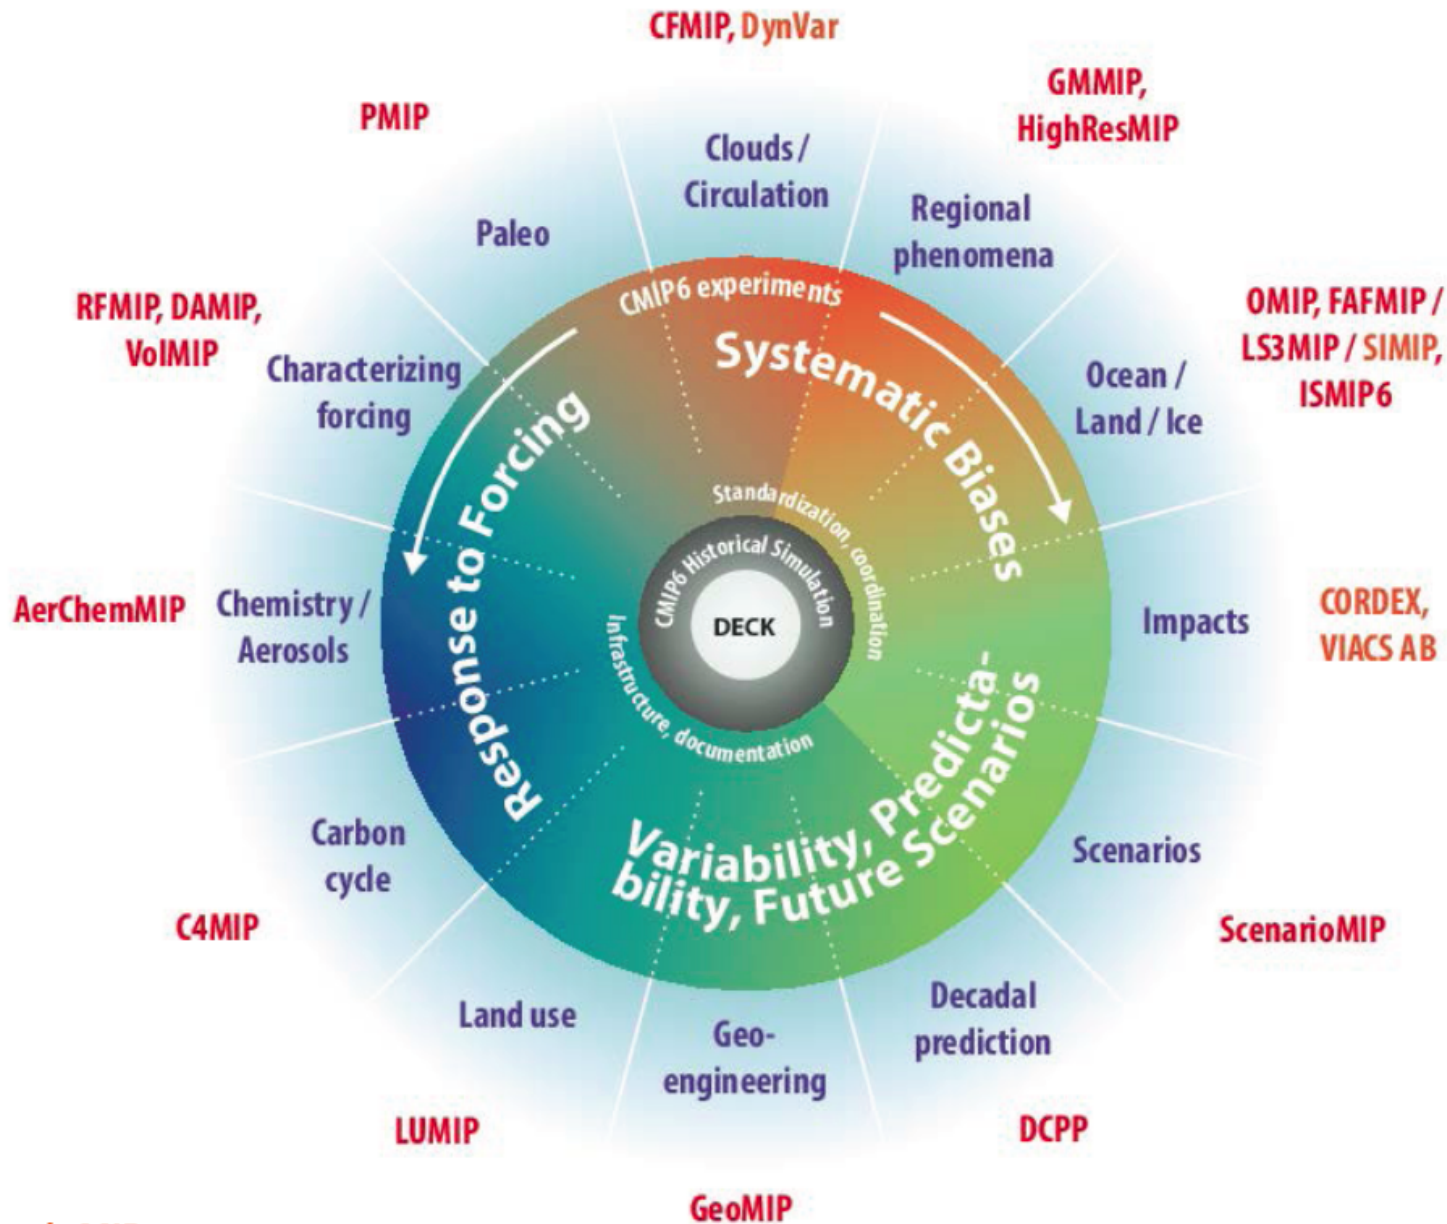 CFMIP, DynVar
GMMIP,
HighResMIP
PMIP
Clouds /
Circulation
Regional
phenomena
Paleo
OMIP, FAFMIP /
LS3MIP / SIMIP,
ISMIP6
RFMIP, DAMIP,
VolMIP
Characterizing
forcing
Ocean /
Land / Ice
CMIP6 experiments
Systematic Biases
Response to Forcing
Standardization, coordination
CMIP6 Historical Simulation
DECK
Infrastructure, documentation
AerChemMIP
Chemistry /
Aerosols
Impacts
CORDEX,
VIACS AB
Variability, Predicta-
bility, Future Scenarios
Carbon
cycle
Scenarios
C4MIP
ScenarioMIP
Land use
Geo-
engineering
Decadal
prediction
LUMIP
DCPP
GeoMIP